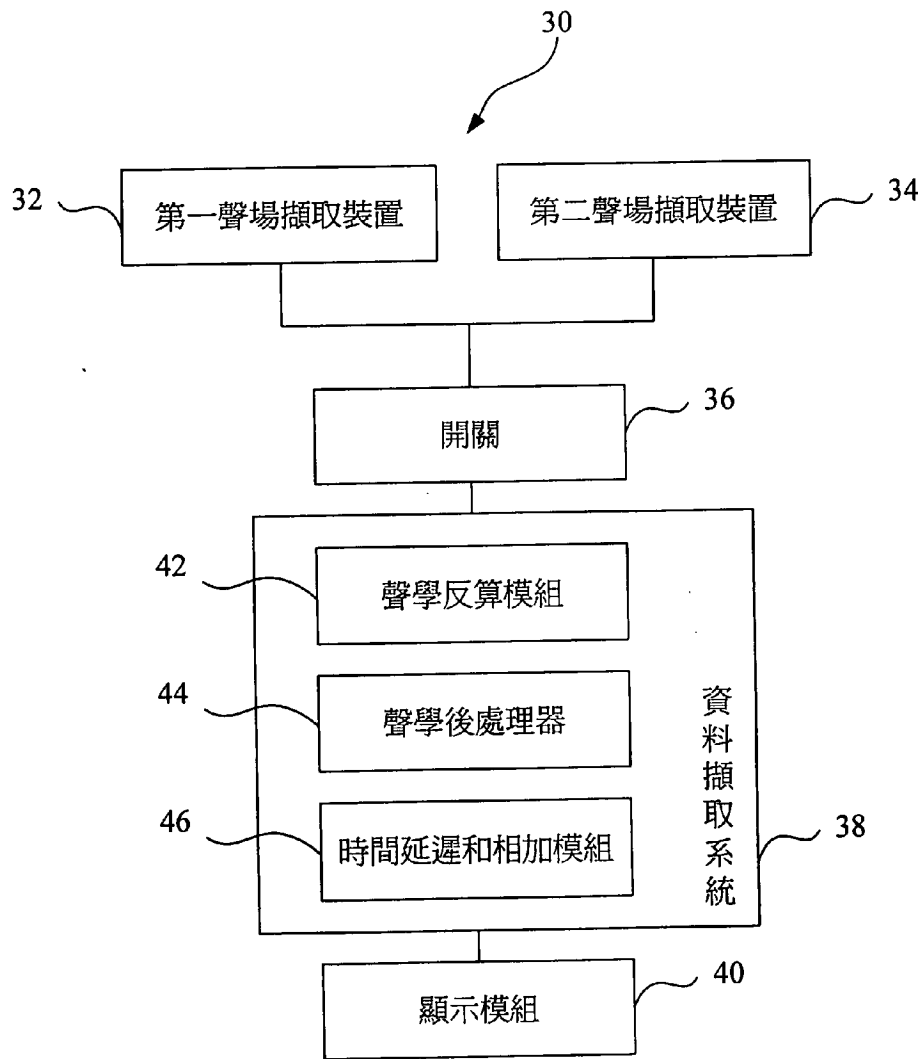 30
32
第一聲場擷取裝置
第二聲場擷取裝置
34
開關
36
42
聲學反算模組
44
聲學後處理器
46
時間延遲和相加模組
資料擷取系統
38
顯示模組
40